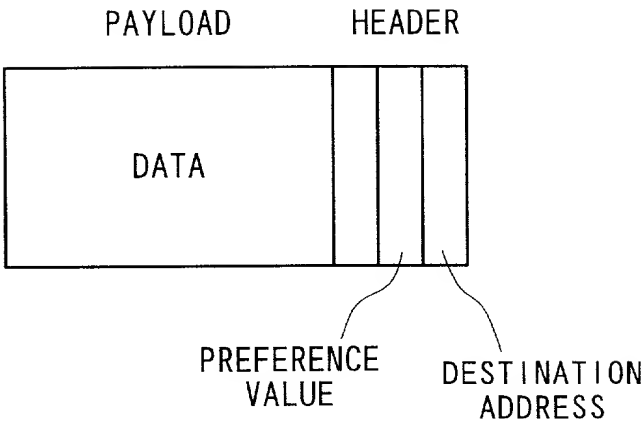 PAYLOAD HEADER
DATA
PREFERENCE
VALUE
DESTINATION
ADDRESS